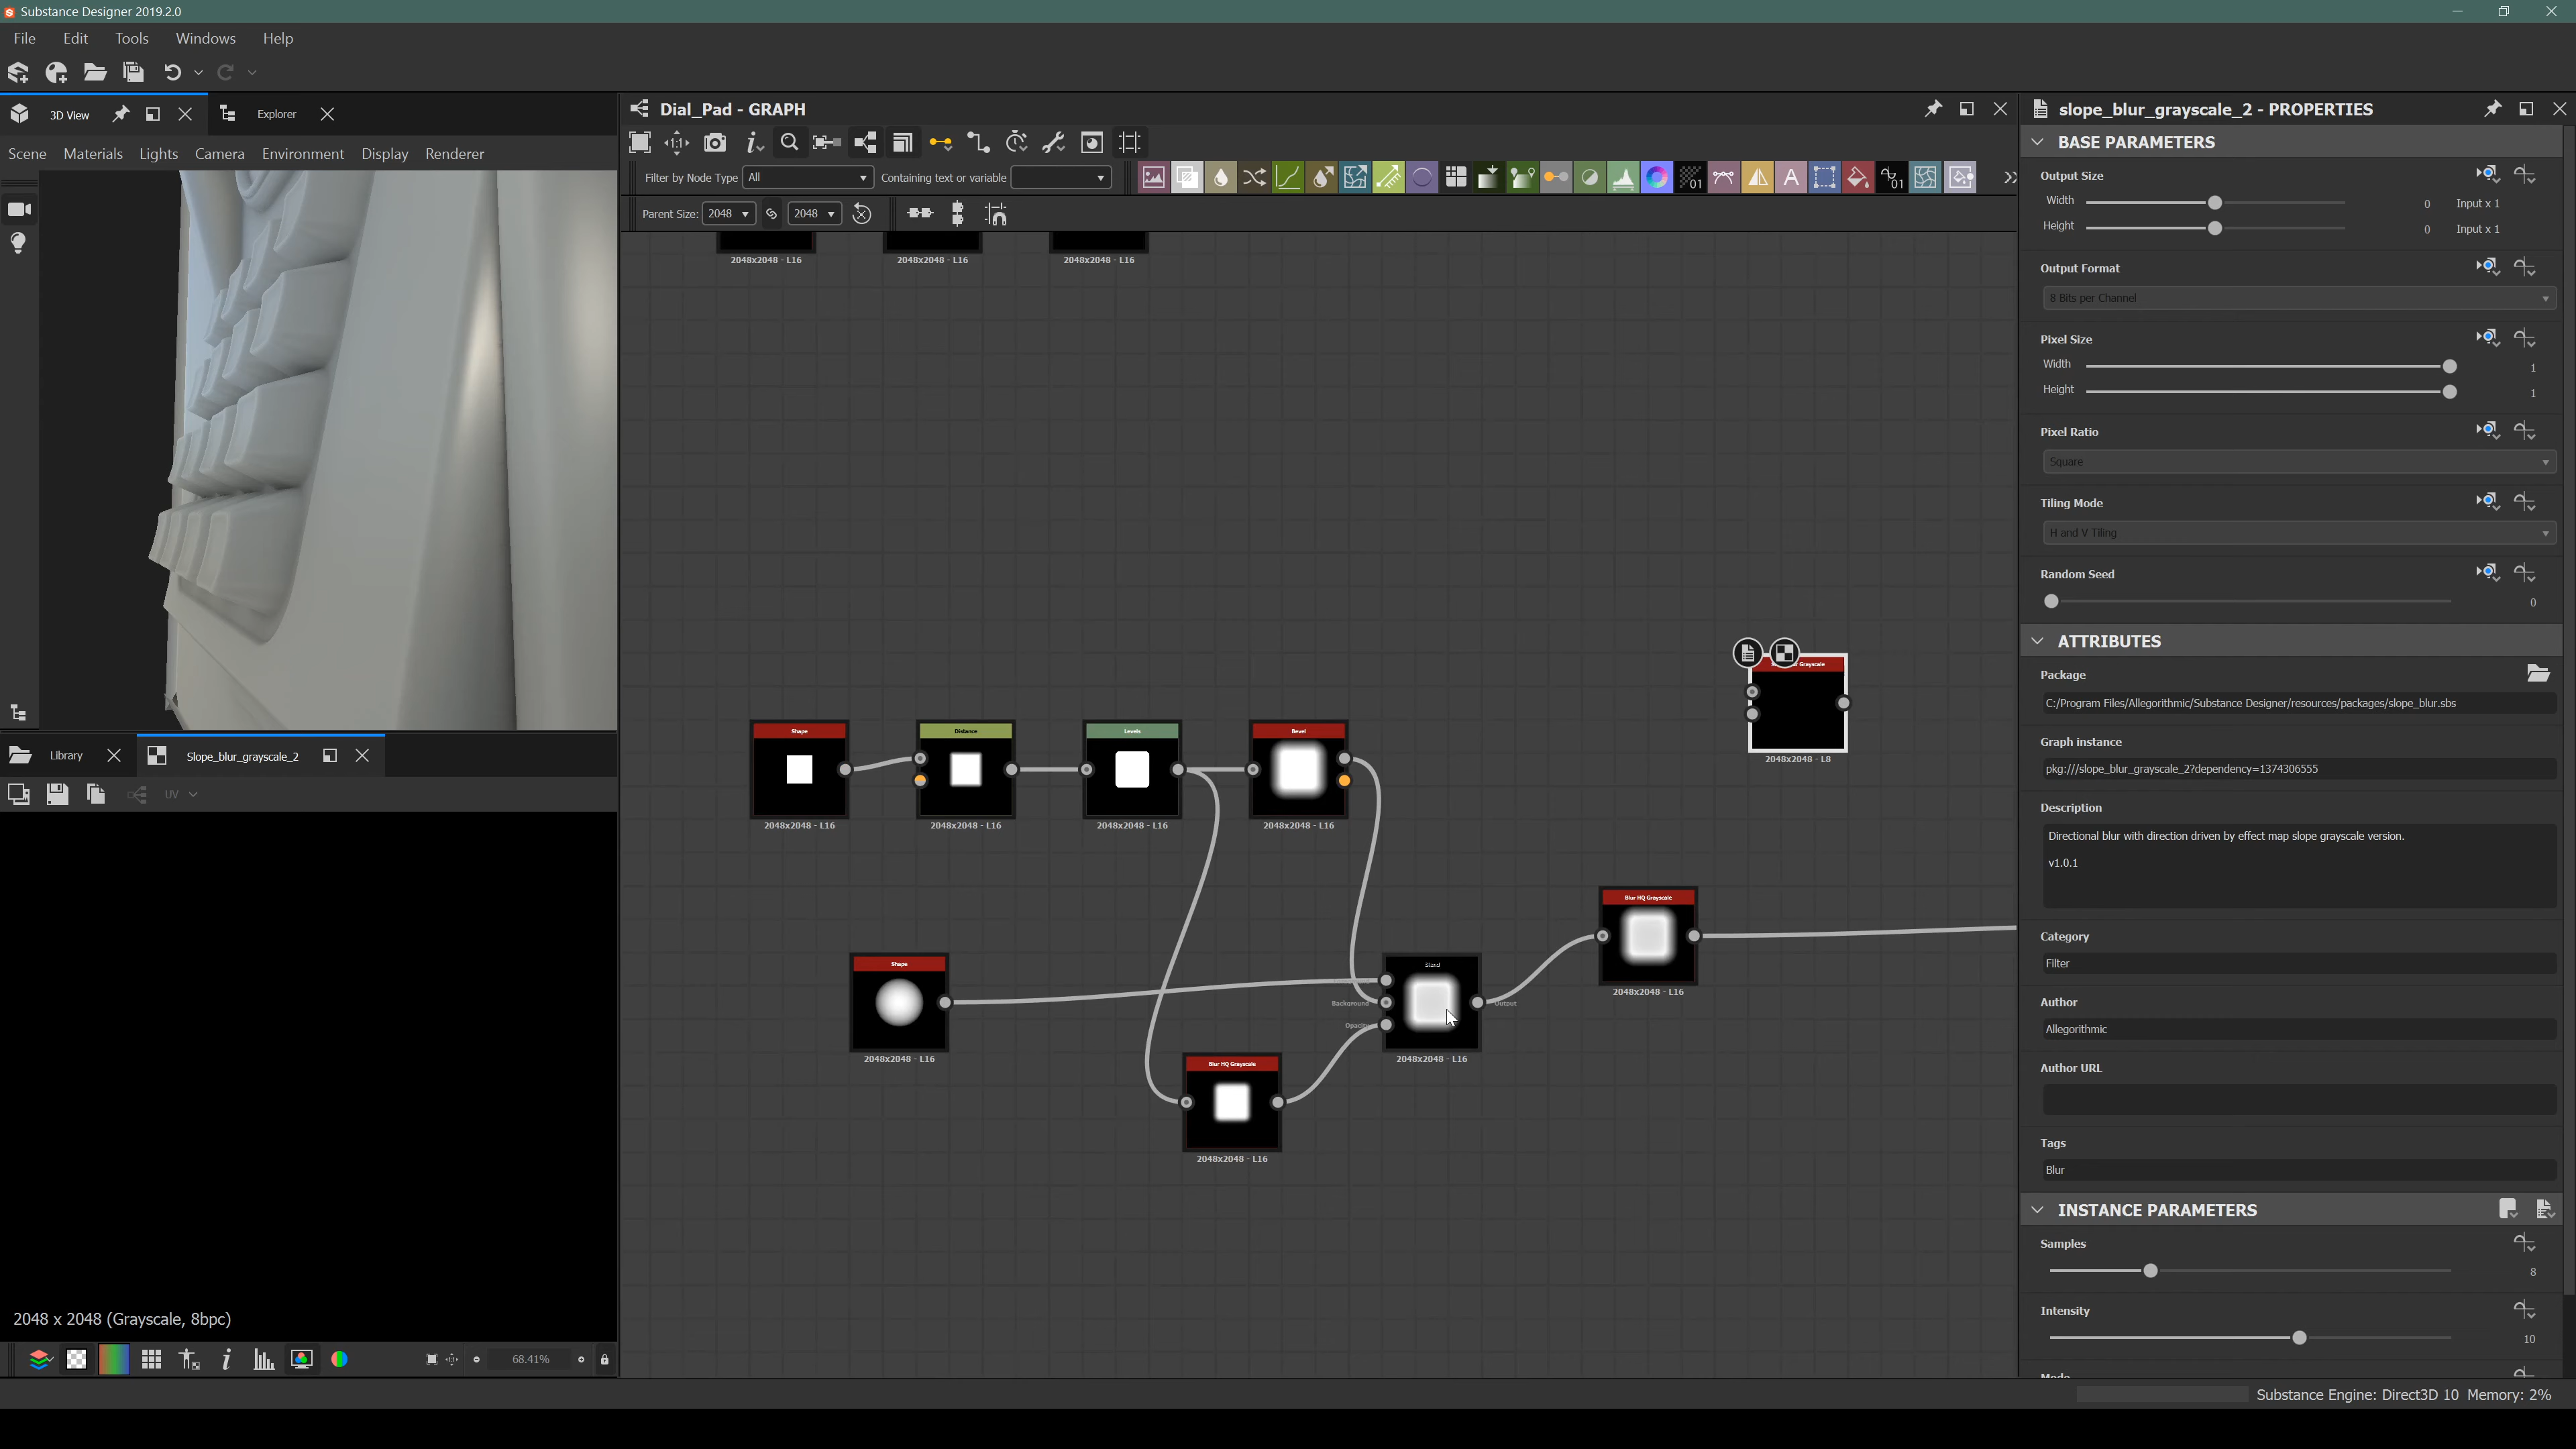 Substance Designer 2019.2.0
File Edit Tools Windows Help
3D View Explorer
Scene Materials Lights Camera Environment Display Renderer
Library Slope_blur_grayscale_2
UV
2048 x 2048 (Grayscale, 8bpc)
68.41%
Dial_Pad - GRAPH
Filter by Node Type All Containing text or variable
Parent Size: 2048 2048
2048x2048 - L16 2048x2048 - L16 2048x2048 - L16
Grayscale
2048x2048 - L8
Shape Distance Levels Bevel
2048x2048 - L16 2048x2048 - L16 2048x2048 - L16 2048x2048 - L16
Blur HQ Grayscale
2048x2048 - L16
Shape Blend
Background Output
Opacity
2048x2048 - L16 2048x2048 - L16
Blur HQ Grayscale
2048x2048 - L16
slope_blur_grayscale_2 - PROPERTIES
BASE PARAMETERS
Output Size
Width 0 Input x 1
Height 0 Input x 1
Output Format
8 Bits per Channel
Pixel Size
Width 1
Height 1
Pixel Ratio
Square
Tiling Mode
H and V Tiling
Random Seed
0
ATTRIBUTES
Package
C:/Program Files/Allegorithmic/Substance Designer/resources/packages/slope_blur.sbs
Graph instance
pkg:///slope_blur_grayscale_2?dependency=1374306555
Description
Directional blur with direction driven by effect map slope grayscale version.
v1.0.1
Category
Filter
Author
Allegorithmic
Author URL
Tags
Blur
INSTANCE PARAMETERS
Samples
8
Intensity
10
Mode
Substance Engine: Direct3D 10 Memory: 2%